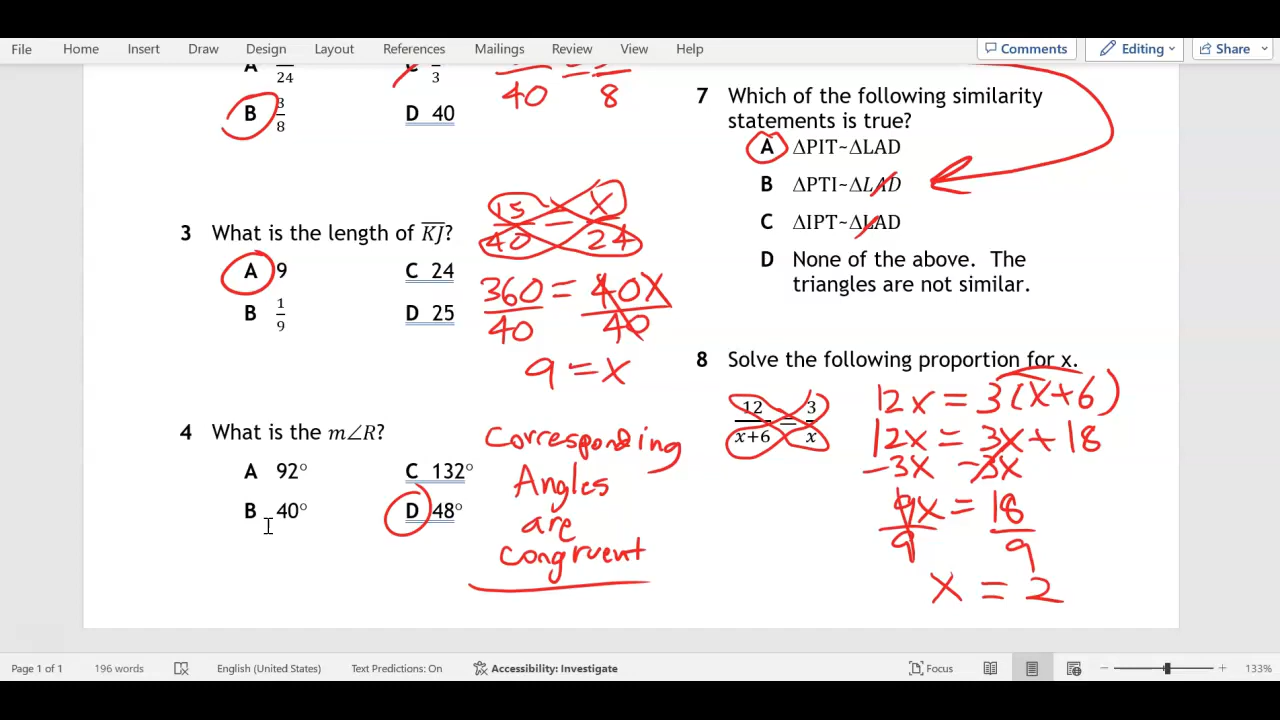 File Home Insert Draw Design Layout References Mailings Review View Help Comments Editing Share
A 24
C 3
B 3/8
D 40
40 = 8
3 What is the length of KJ?
A 9
C 24
B 1/9
D 25
15/40 = x/24
360 = 40x
40 40
9 = x
4 What is the m∠R?
A 92°
C 132°
B 40°
D 48°
Corresponding
Angles
are
congruent
7 Which of the following similarity
statements is true?
A ΔPIT~ΔLAD
B ΔPTI~ΔLAD
C ΔIPT~ΔLAD
D None of the above. The
triangles are not similar.
8 Solve the following proportion for x.
12/x+6 = 3/x
12x = 3(x+6)
12x = 3x + 18
-3x -3x
9x = 18
9 9
x = 2
Page 1 of 1 196 words English (United States) Text Predictions: On Accessibility: Investigate Focus 133%